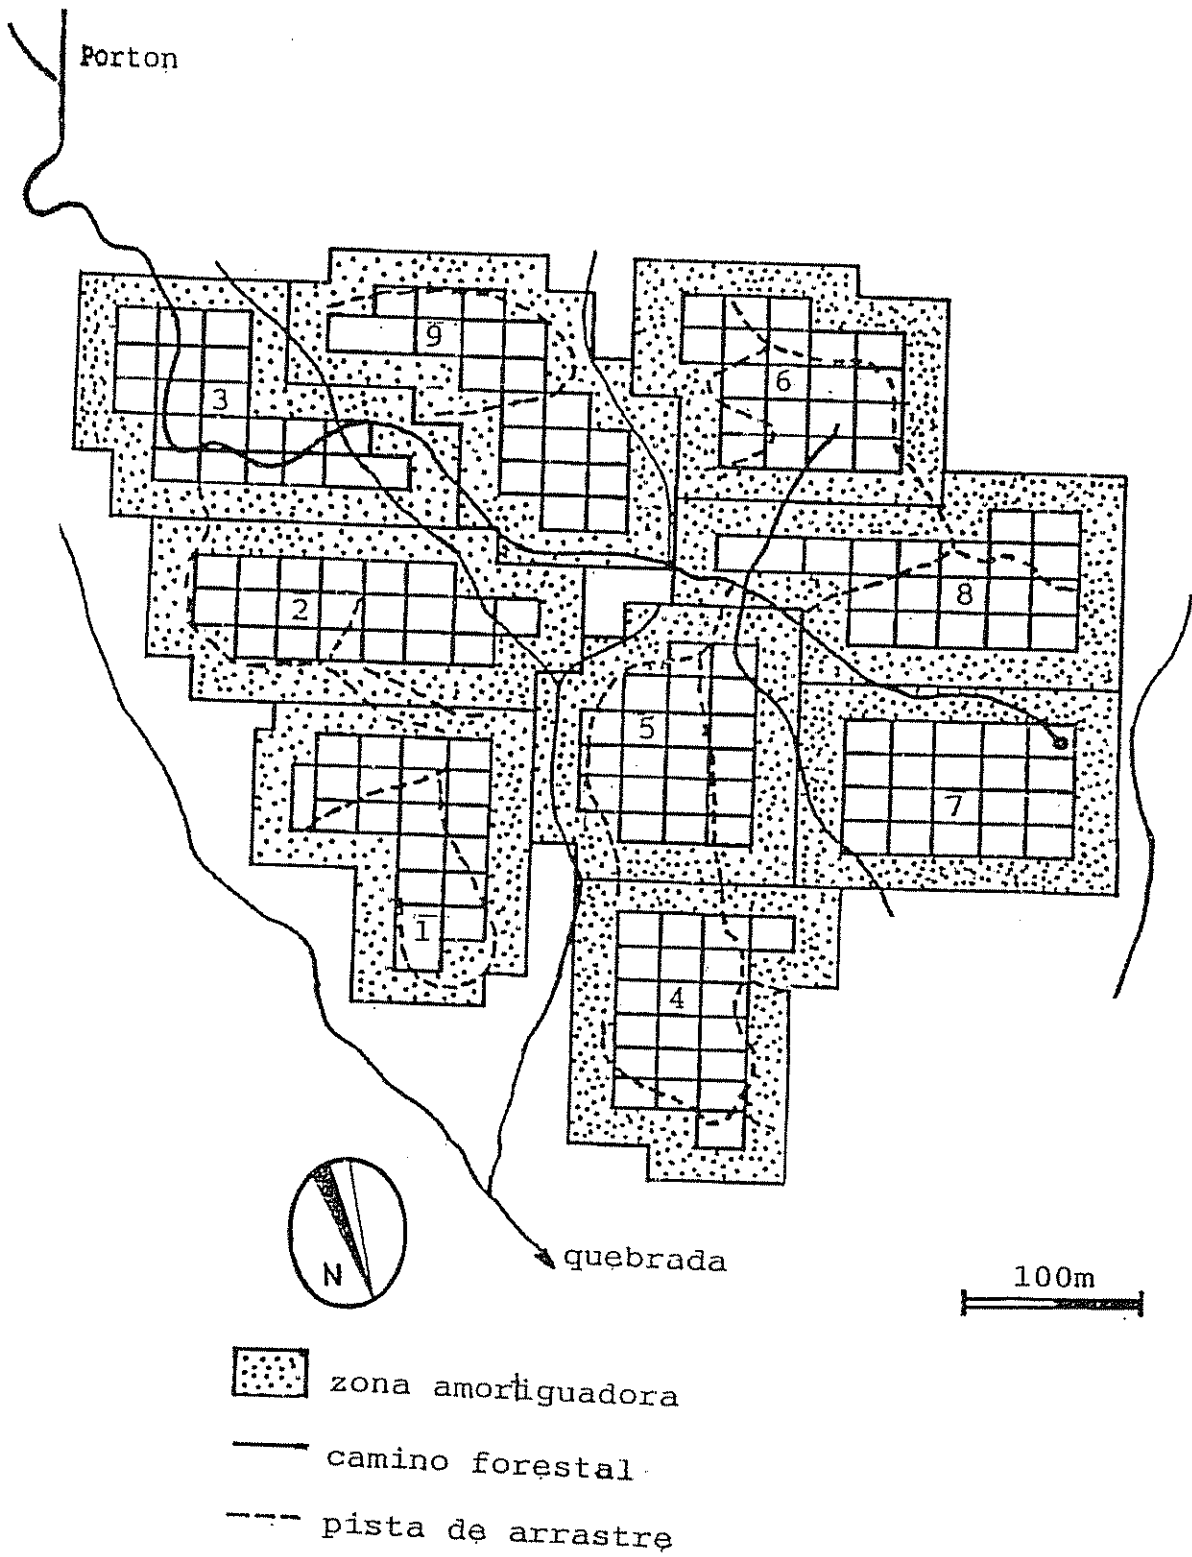 Porton
9
3
6
2
8
5
7
1
4
N
quebrada
100m
zona amortiguadora
camino forestal
pista de arrastre